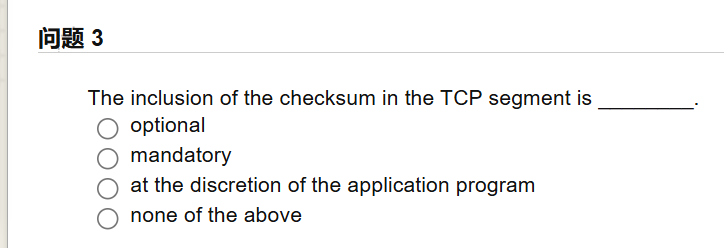 问题 3
The inclusion of the checksum in the TCP segment is ________.
optional
mandatory
at the discretion of the application program
none of the above